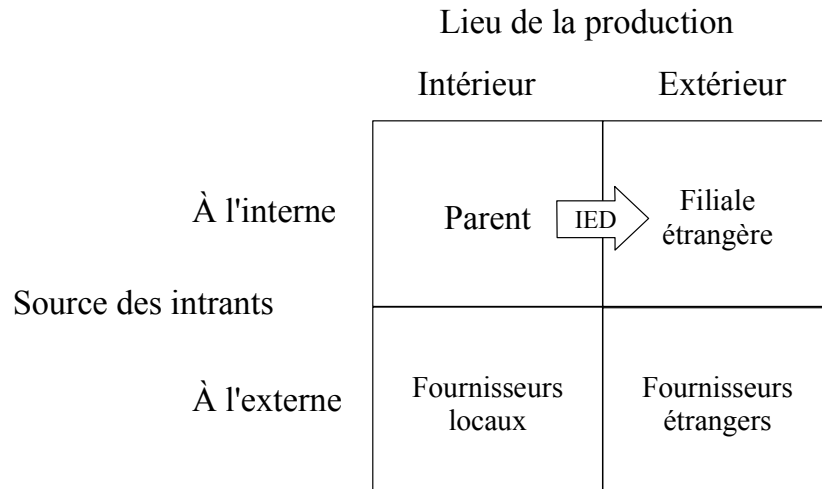 Lieu de la production
Intérieur Extérieur
À l'interne
Parent
IED
Filiale
étrangère
Source des intrants
À l'externe
Fournisseurs
locaux
Fournisseurs
étrangers